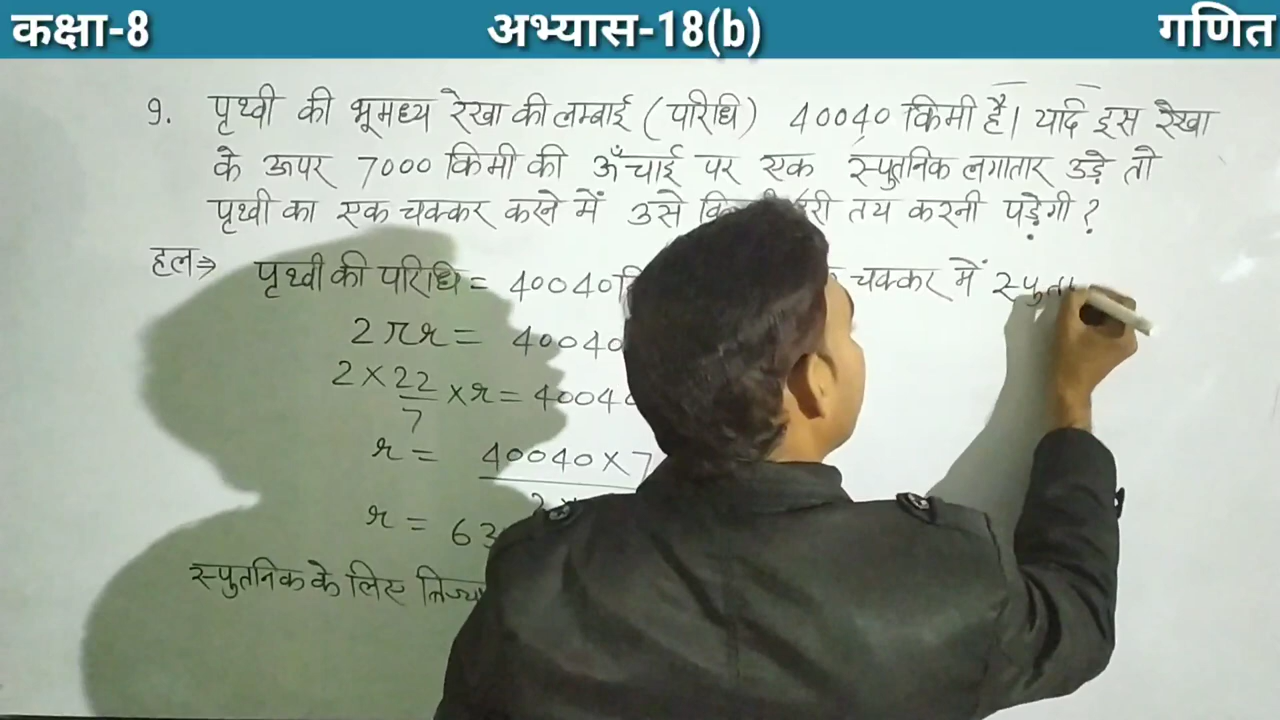 कक्षा-8 अभ्यास-18(b) गणित
9. पृथ्वी की भूमध्य रेखा की लम्बाई (परिधि) 40040 किमी है। यदि इस रेखा
के ऊपर 7000 किमी की ऊँचाई पर एक स्पुतनिक लगातार उड़े तो
पृथ्वी का एक चक्कर करने में उसे तय करनी पड़ेगी ?
हल⇒ पृथ्वी की परिधि = 40040 चक्कर में
2πr = 40040
2 × 22/7 × r = 4004
r = 40040 × 7
r = 63
स्पुतनिक के लिए